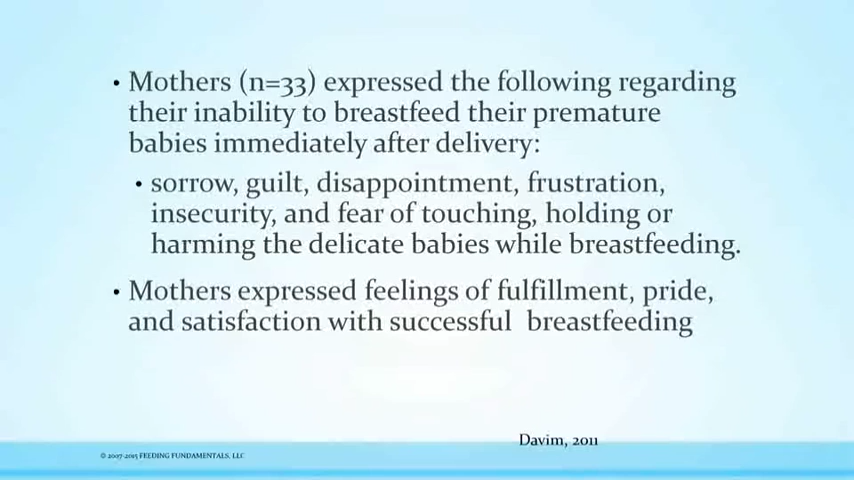 • Mothers (n=33) expressed the following regarding
their inability to breastfeed their premature
babies immediately after delivery:
• sorrow, guilt, disappointment, frustration,
insecurity, and fear of touching, holding or
harming the delicate babies while breastfeeding.
• Mothers expressed feelings of fulfillment, pride,
and satisfaction with successful breastfeeding
Davim, 2011
© 2007-2015 FEEDING FUNDAMENTALS, LLC